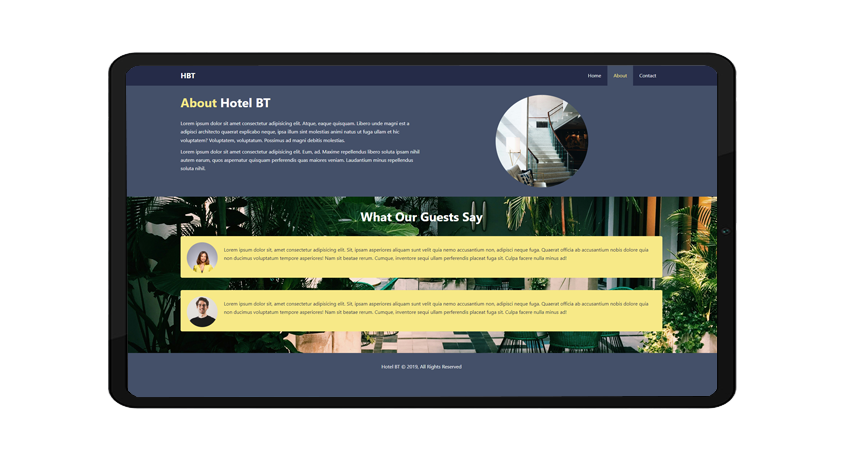 HBT
Home
About
Contact
About Hotel BT
Lorem ipsum dolor sit amet consectetur adipisicing elit. Atque, eaque quisquam. Libero unde magni est a
adipisci architecto quaerat explicabo neque, ipsa illum sint molestias animi natus ut fuga ullam et hic
voluptatem? Voluptatem, voluptatum. Possimus ad magni debitis molestias.
Lorem ipsum dolor sit amet consectetur adipisicing elit. Eum, ad. Maxime repellendus libero soluta ipsam nihil
autem earum, quos aspernatur quisquam perferendis quas maiores veniam. Laudantium minus repellendus
soluta nihil.
What Our Guests Say
Lorem ipsum dolor sit, amet consectetur adipisicing elit. Sit, ipsam asperiores aliquam sunt velit quia nemo accusantium non, adipisci neque fuga. Quaerat officia ab accusantium nobis dolore quia
non ducimus voluptatum tempore asperiores! Nam sit beatae rerum. Cumque, inventore sequi ullam perferendis placeat fuga sit. Culpa facere nulla minus ad!
Lorem ipsum dolor sit, amet consectetur adipisicing elit. Sit, ipsam asperiores aliquam sunt velit quia nemo accusantium non, adipisci neque fuga. Quaerat officia ab accusantium nobis dolore quia
non ducimus voluptatum tempore asperiores! Nam sit beatae rerum. Cumque, inventore sequi ullam perferendis placeat fuga sit. Culpa facere nulla minus ad!
Hotel BT © 2019, All Rights Reserved